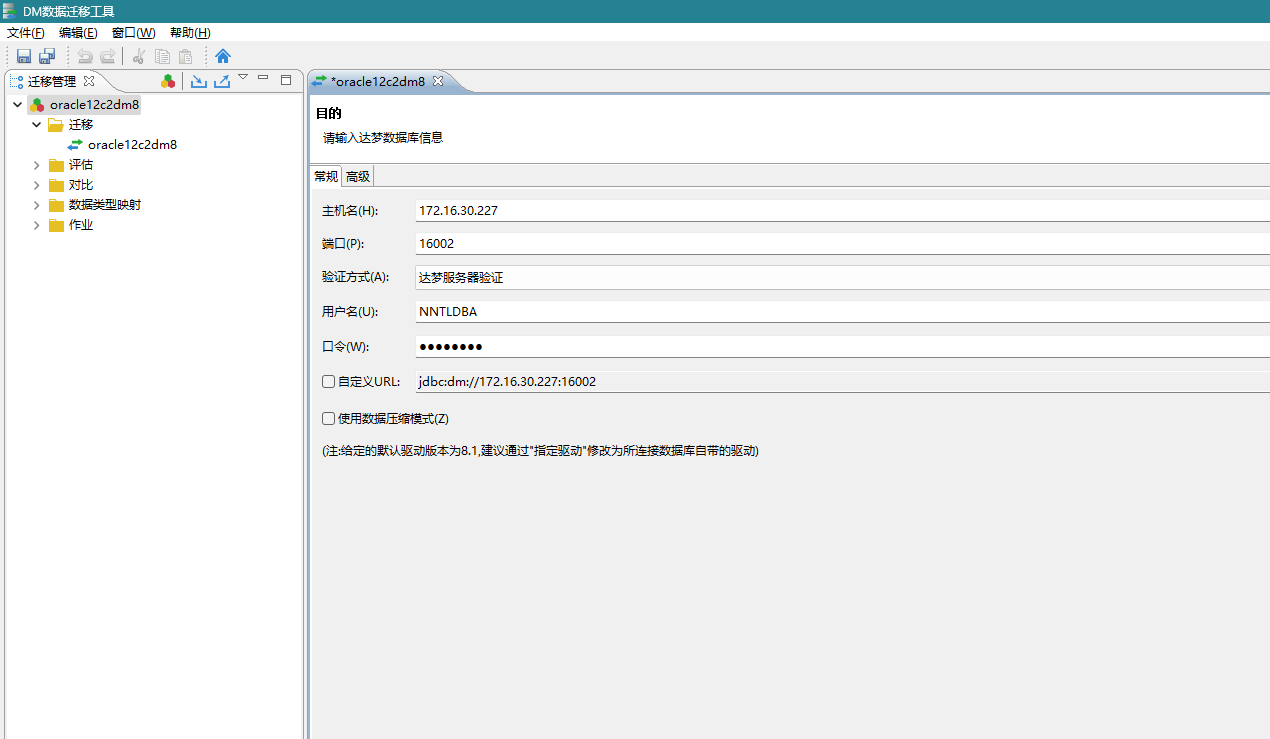 DM数据迁移工具
文件(F) 编辑(E) 窗口(W) 帮助(H)
迁移管理
oracle12c2dm8
迁移
oracle12c2dm8
评估
对比
数据类型映射
作业
*oracle12c2dm8
目的
请输入达梦数据库信息
常规 高级
主机名(H): 172.16.30.227
端口(P): 16002
验证方式(A): 达梦服务器验证
用户名(U): NNTLDBA
口令(W): ●●●●●●●●
自定义URL: jdbc:dm://172.16.30.227:16002
使用数据压缩模式(Z)
(注:给定的默认驱动版本为8.1,建议通过"指定驱动"修改为所连接数据库自带的驱动)